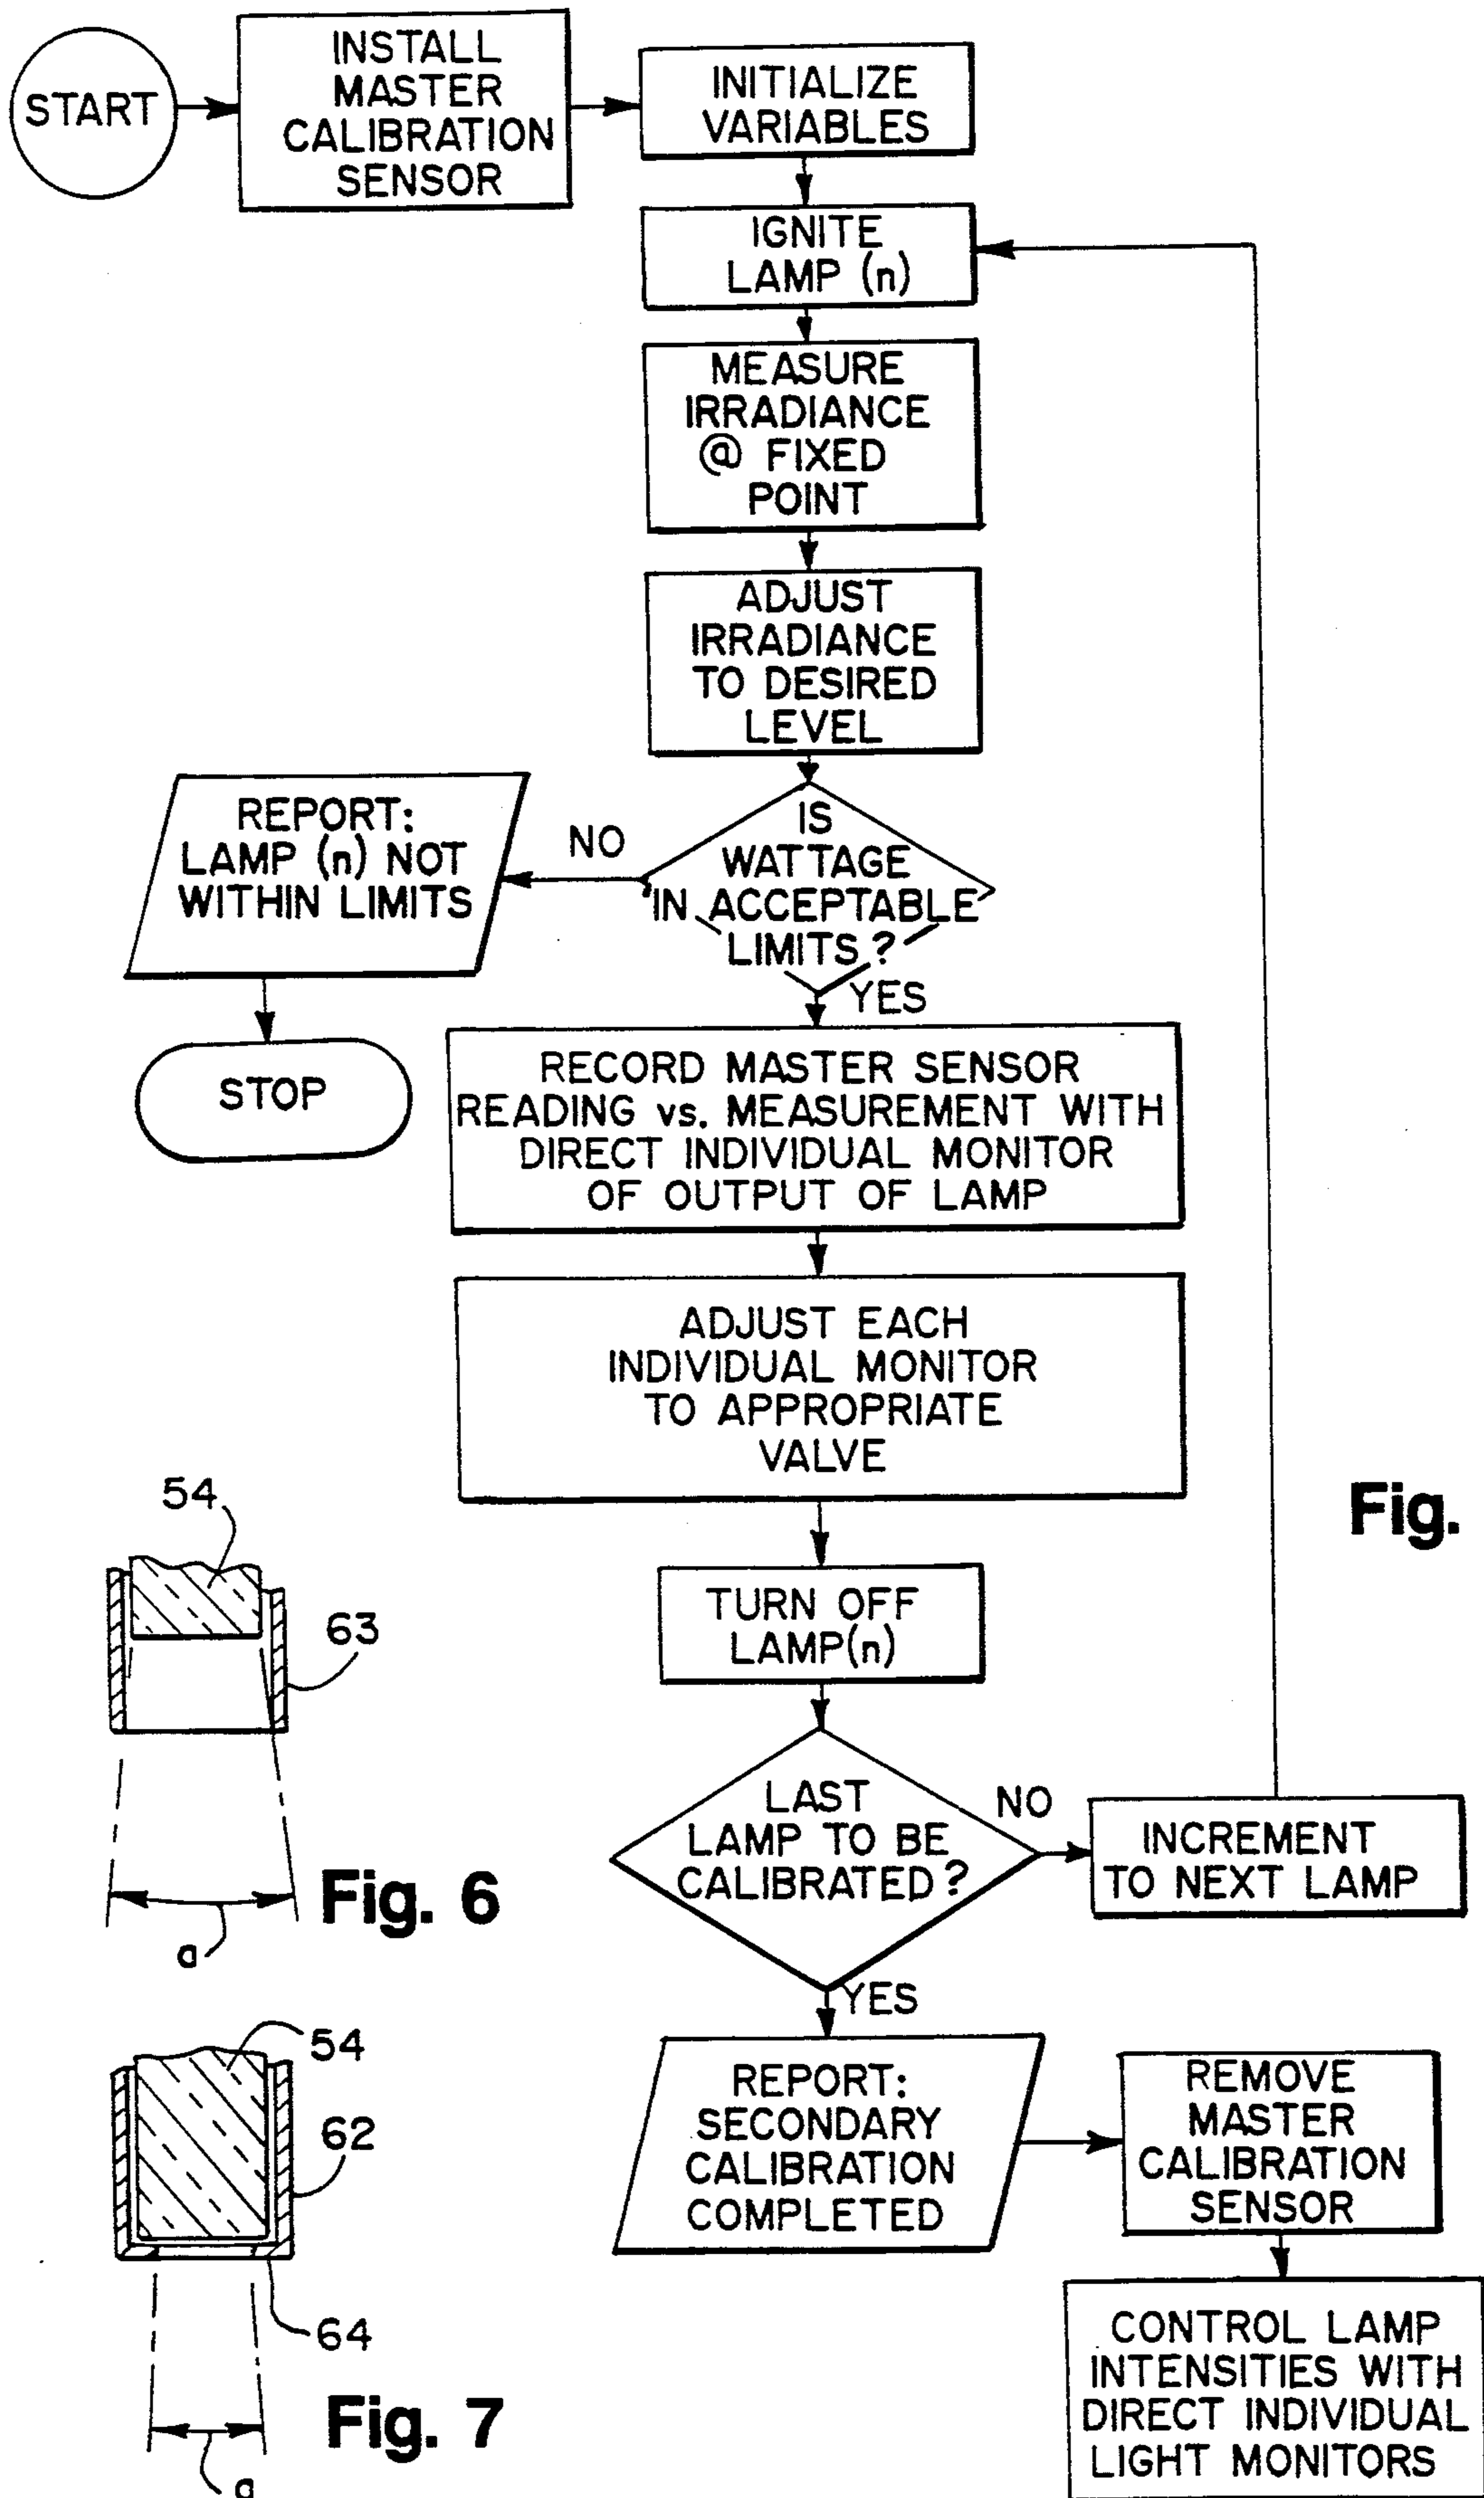 START
INSTALL
MASTER
CALIBRATION
SENSOR
INITIALIZE
VARIABLES
IGNITE
LAMP (n)
MEASURE
IRRADIANCE
@ FIXED
POINT
ADJUST
IRRADIANCE
TO DESIRED
LEVEL
IS
WATTAGE
IN ACCEPTABLE
LIMITS?
NO
REPORT:
LAMP (n) NOT
WITHIN LIMITS
STOP
YES
RECORD MASTER SENSOR
READING vs. MEASUREMENT WITH
DIRECT INDIVIDUAL MONITOR
OF OUTPUT OF LAMP
ADJUST EACH
INDIVIDUAL MONITOR
TO APPROPRIATE
VALVE
Fig.
TURN OFF
LAMP(n)
LAST
LAMP TO BE
CALIBRATED?
NO
INCREMENT
TO NEXT LAMP
YES
REPORT:
SECONDARY
CALIBRATION
COMPLETED
REMOVE
MASTER
CALIBRATION
SENSOR
CONTROL LAMP
INTENSITIES WITH
DIRECT INDIVIDUAL
LIGHT MONITORS
54
63
a
Fig. 6
54
62
64
a
Fig. 7